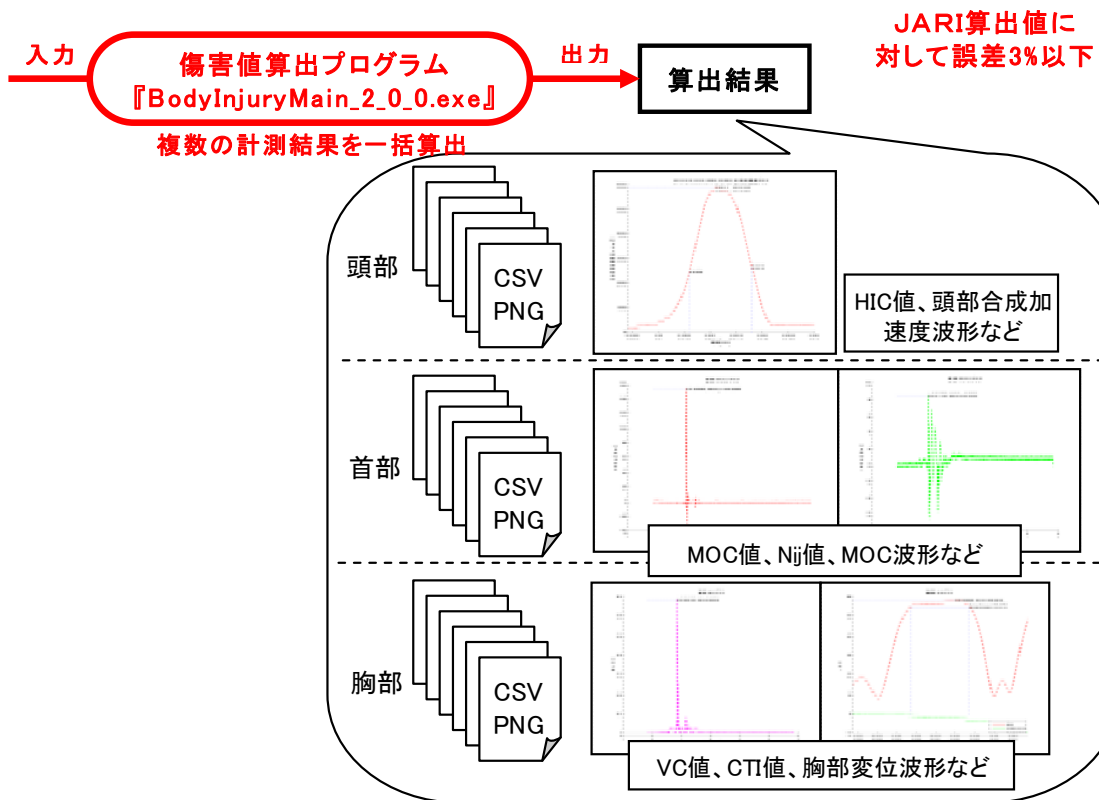 入力
傷害値算出プログラム
『BodyInjuryMain_2_0_0.exe』
複数の計測結果を一括算出
出力
算出結果
JARI算出値に
対して誤差3%以下
頭部
CSV
PNG
HIC値、頭部合成加
速度波形など
首部
CSV
PNG
MOC値、Nij値、MOC波形など
胸部
CSV
PNG
VC値、CTI値、胸部変位波形など